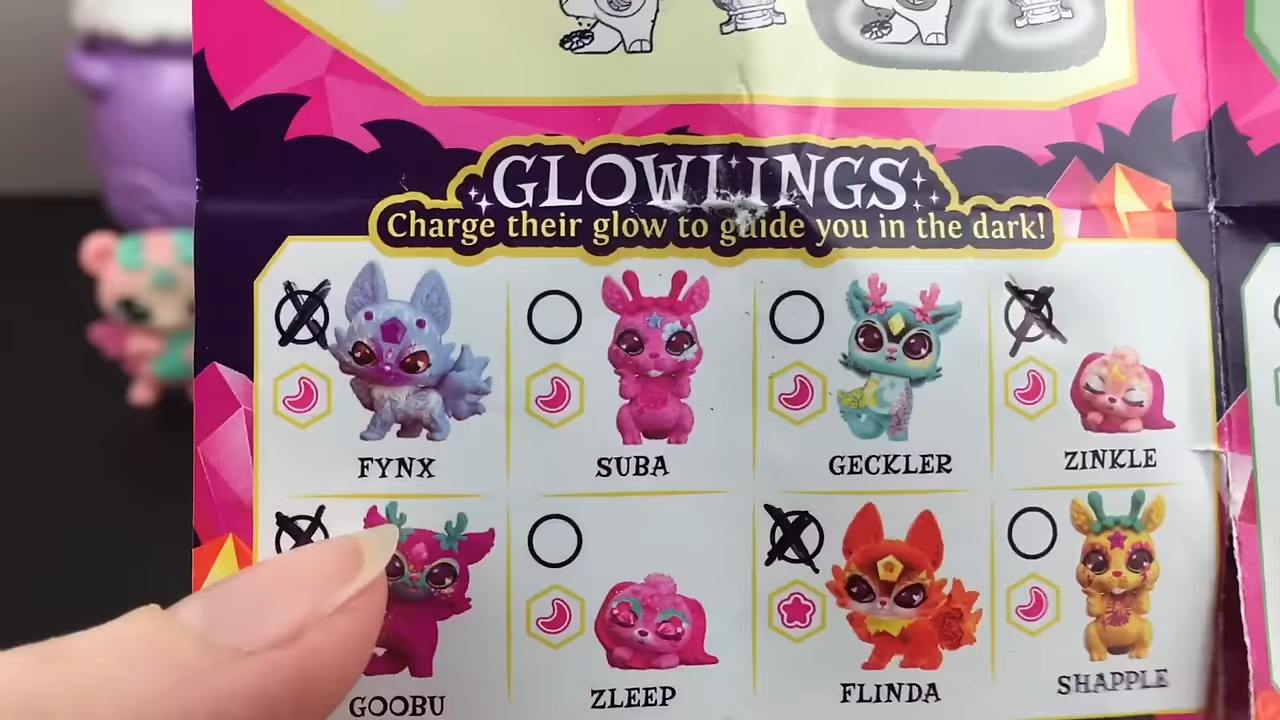 GLOWLINGS
Charge their glow to guide you in the dark!
FYNX
SUBA
GECKLER
ZINKLE
GOOBU
ZLEEP
FLINDA
SHAPPLE